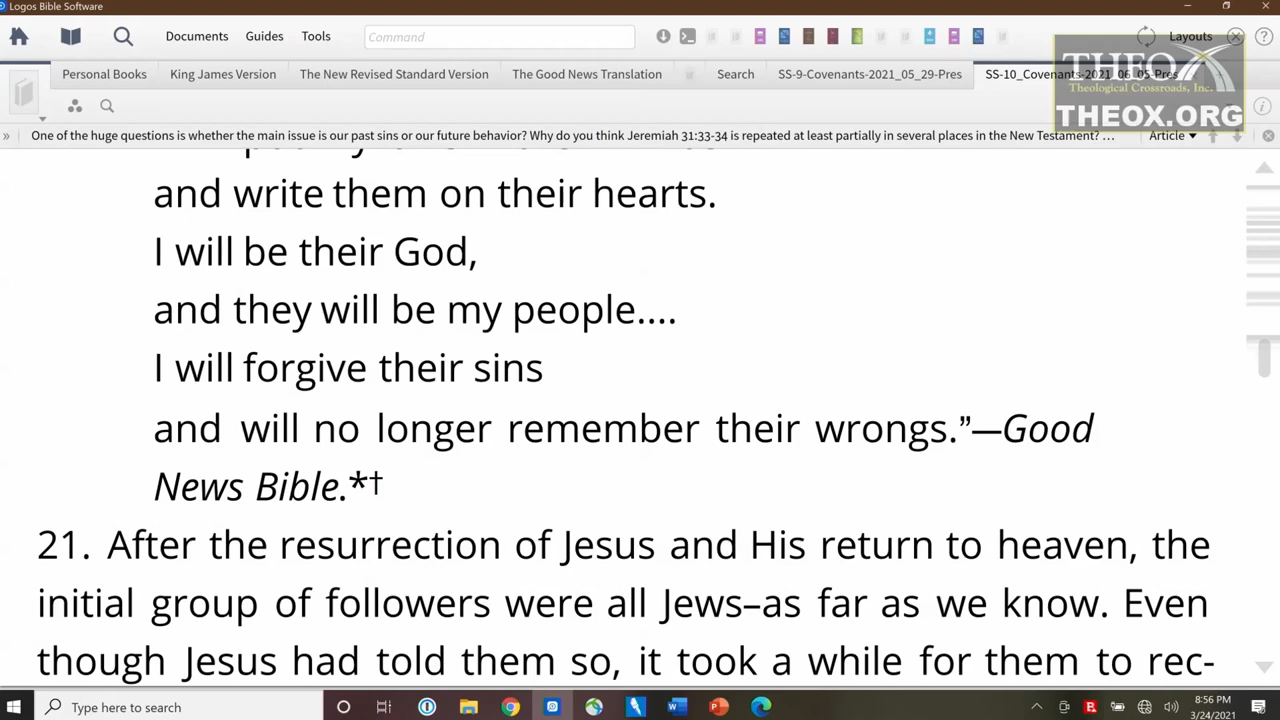 Logos Bible Software
Documents Guides Tools Command Layouts
Personal Books King James Version The New Revised Standard Version The Good News Translation Search SS-9-Covenants-2021_05_29-Pres SS-10_Covenants-2021_06_05-Pres
THEO
Theological Crossroads, Inc.
THEOX.ORG
One of the huge questions is whether the main issue is our past sins or our future behavior? Why do you think Jeremiah 31:33-34 is repeated at least partially in several places in the New Testament? ... Article
and write them on their hearts.
I will be their God,
and they will be my people....
I will forgive their sins
and will no longer remember their wrongs.”—Good
News Bible.*†
21. After the resurrection of Jesus and His return to heaven, the
initial group of followers were all Jews–as far as we know. Even
though Jesus had told them so, it took a while for them to rec-
Type here to search
8:56 PM
3/24/2021